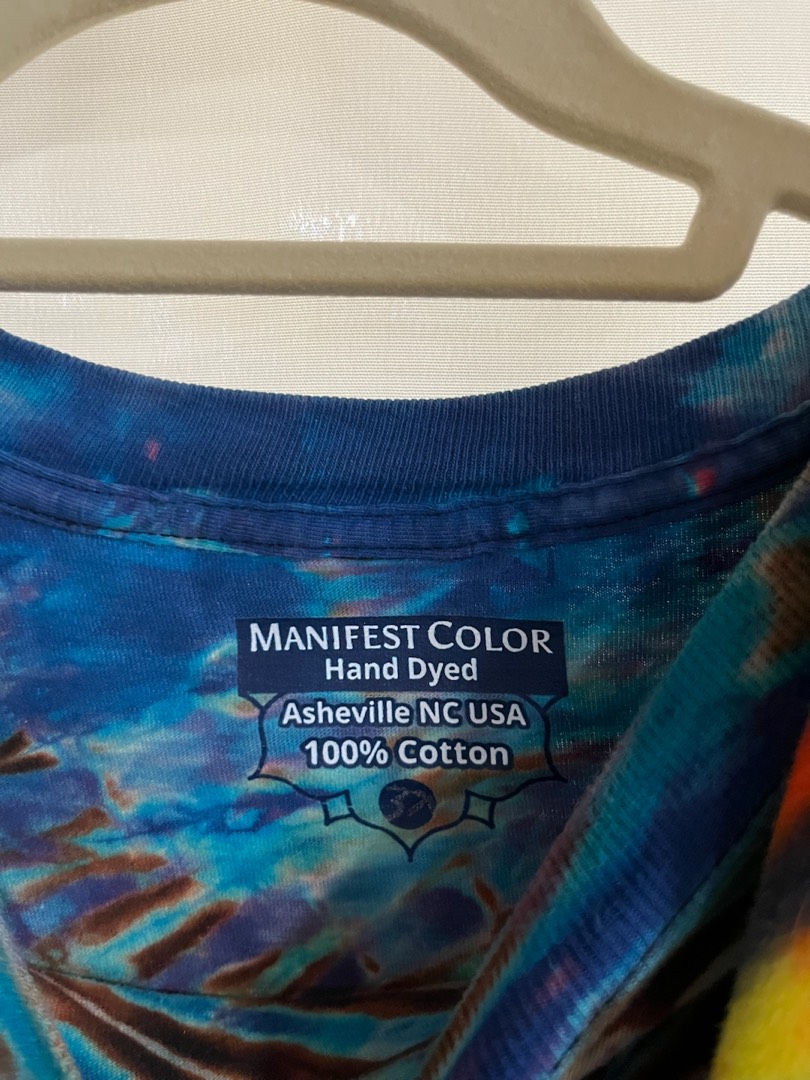 MANIFEST COLOR
Hand Dyed
Asheville NC USA
100% Cotton